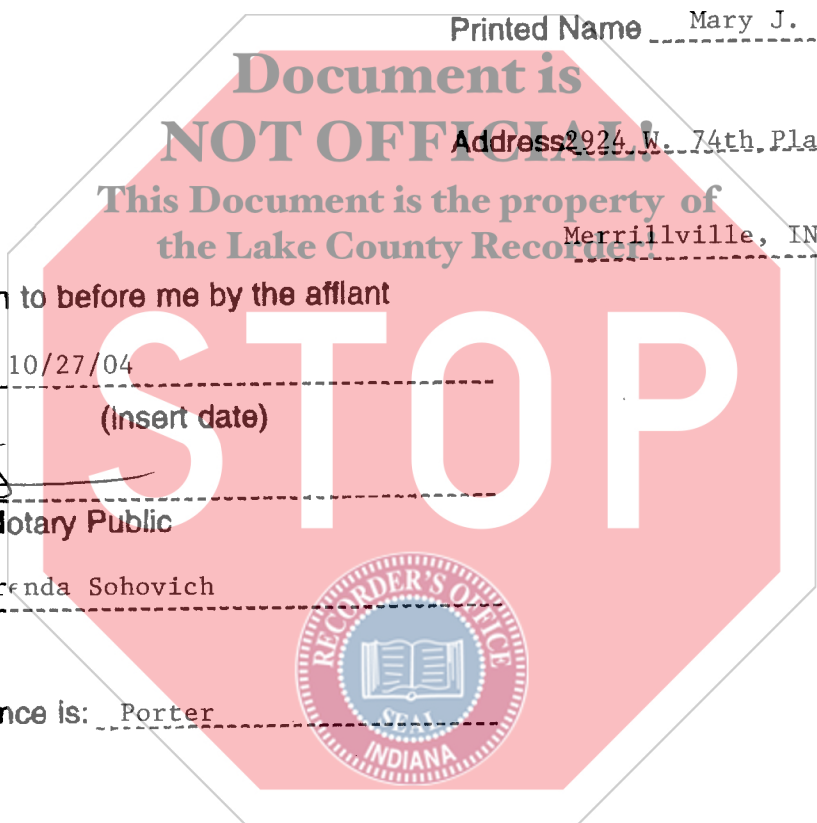 Printed Name Mary J.
Document is
NOT OFFICIAL!
Address 2924 W. 74th Pla
This Document is the property of
the Lake County Recorder!
Merrillville, IN
n to before me by the affiant
10/27/04
(Insert date)
STOP
Notary Public
renda Sohovich
RECORDER'S OFFICE
SEAL
INDIANA
nce is: Porter